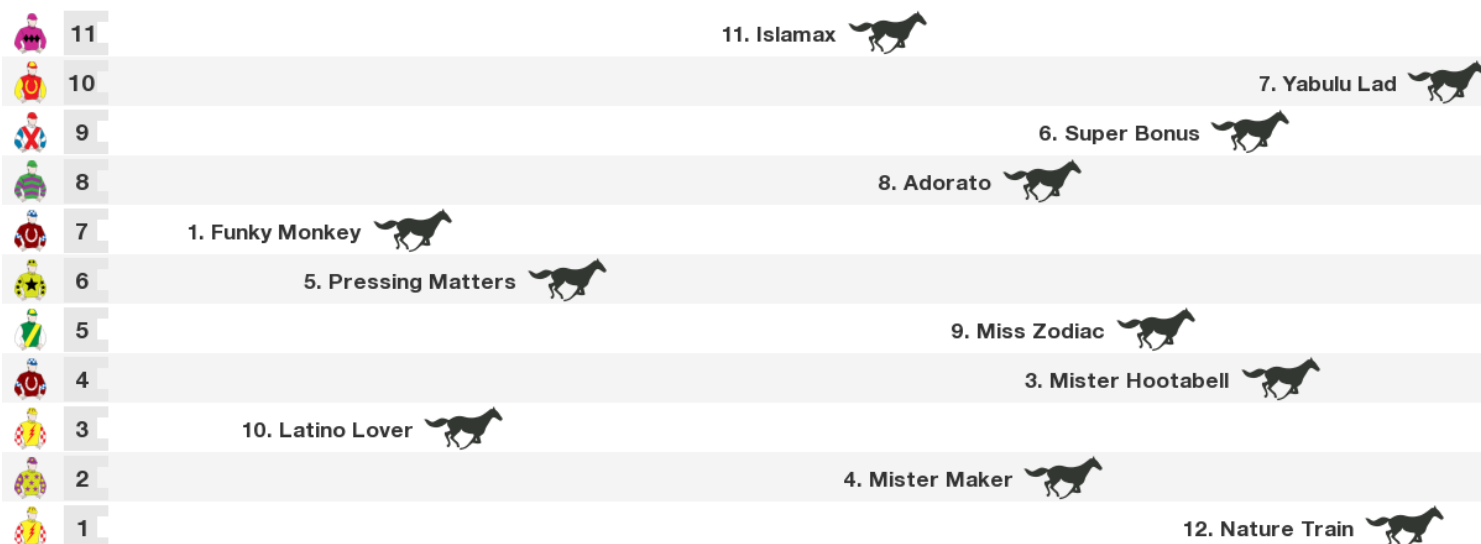 11 11. Islamax
10 7. Yabulu Lad
9 6. Super Bonus
8 8. Adorato
7 1. Funky Monkey
6 5. Pressing Matters
5 9. Miss Zodiac
4 3. Mister Hootabell
3 10. Latino Lover
2 4. Mister Maker
1 12. Nature Train